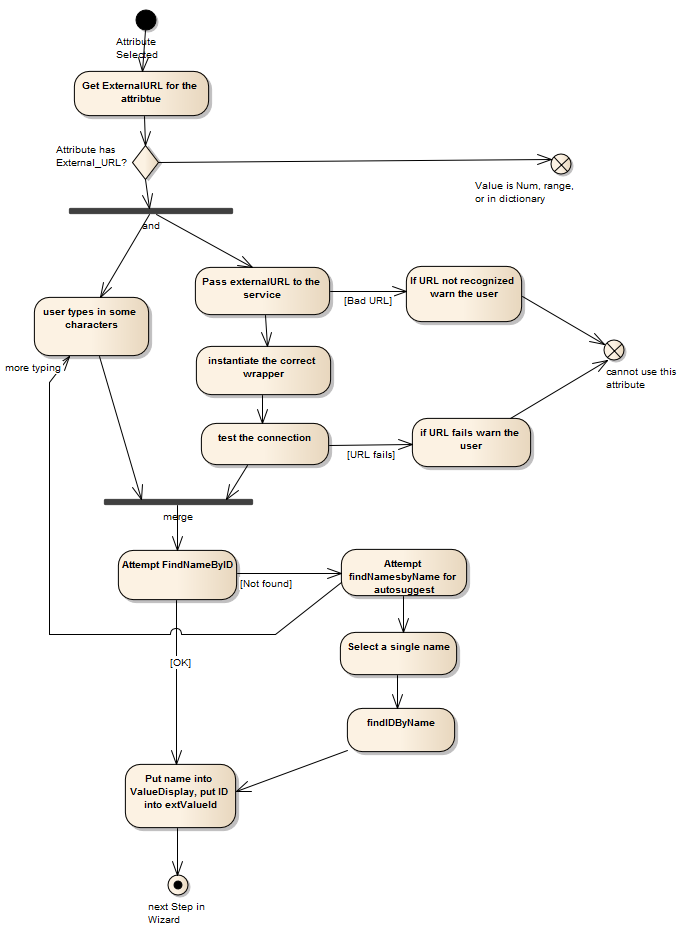 Attribute
Selected
Get ExternalURL for the
attribtue
Attribute has
External_URL?
Value is Num, range,
or in dictionary
and
Pass externalURL to the
service
[Bad URL]
If URL not recognized
warn the user
user types in some
characters
more typing
instantiate the correct
wrapper
cannot use this
attribute
test the connection
[URL fails]
if URL fails warn the
user
merge
Attempt FindNameByID
[Not found]
Attempt
findNamesbyName for
autosuggest
[OK]
Select a single name
findIDByName
Put name into
ValueDisplay, put ID
into extValueId
next Step in
Wizard